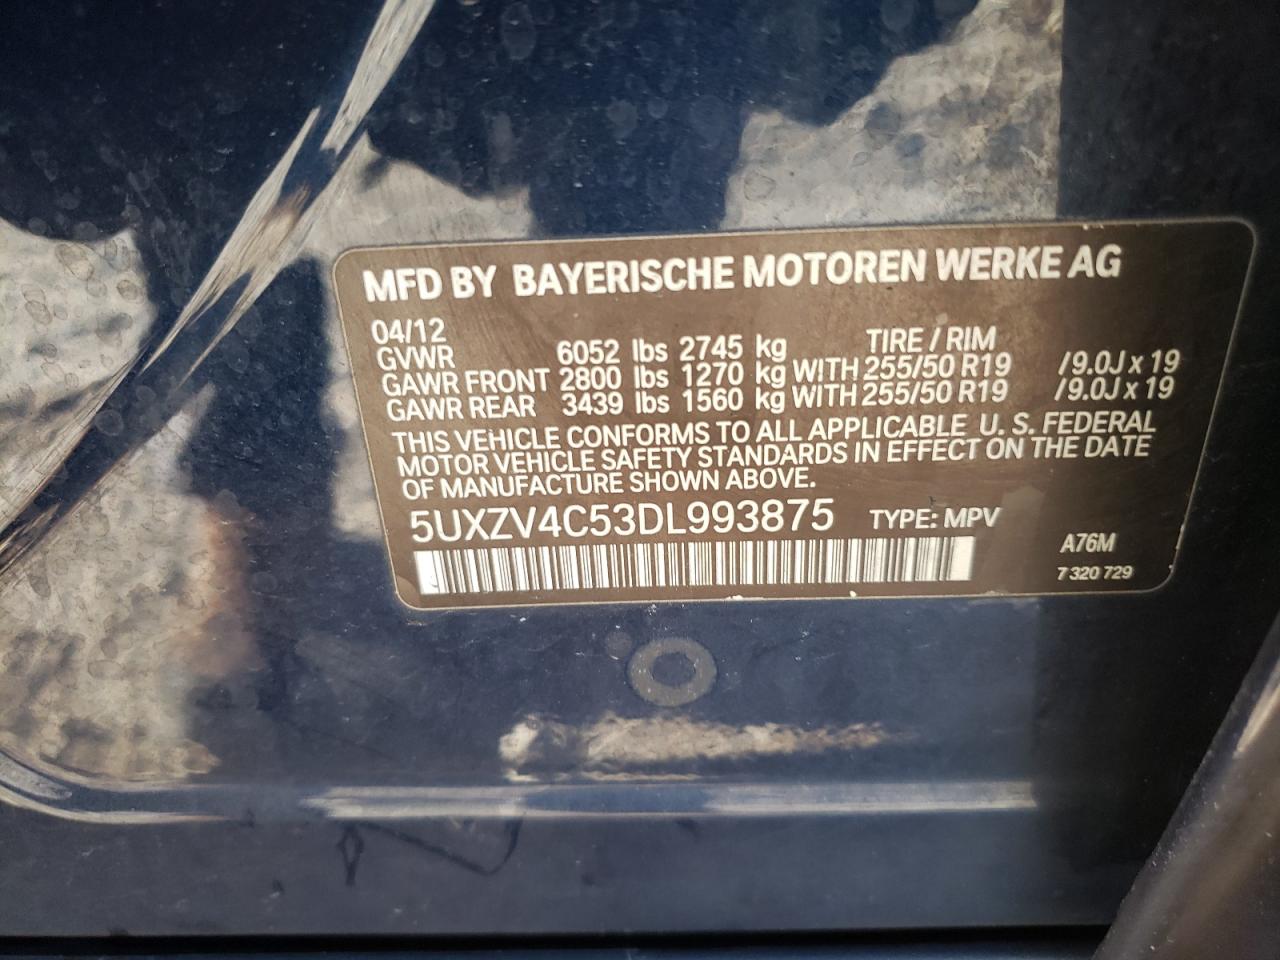 MFD BY BAYERISCHE MOTOREN WERKE AG
04/12 TIRE / RIM
GVWR 6052 lbs 2745 kg
GAWR FRONT 2800 lbs 1270 kg WITH 255/50 R19 /9.0J x 19
GAWR REAR 3439 lbs 1560 kg WITH 255/50 R19 /9.0J x 19
THIS VEHICLE CONFORMS TO ALL APPLICABLE U. S. FEDERAL
MOTOR VEHICLE SAFETY STANDARDS IN EFFECT ON THE DATE
OF MANUFACTURE SHOWN ABOVE.
5UXZV4C53DL993875 TYPE: MPV
A76M
7 320 729